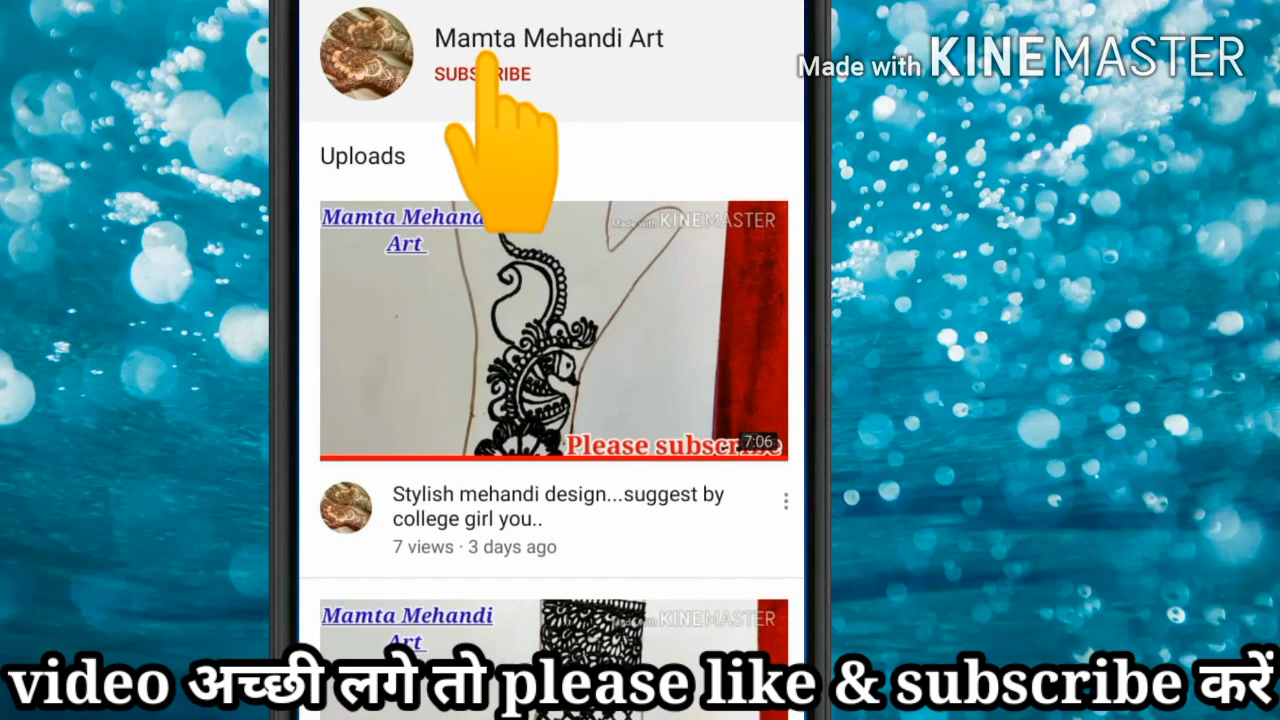 Mamta Mehandi Art
SUBSCRIBE
Made with KINEMASTER
Uploads
Mamta Mehandi
Art
Made with KINEMASTER
Please subscribe
7:06
Stylish mehandi design...suggest by
college girl you..
7 views · 3 days ago
Mamta Mehandi
Art
Made with KINEMASTER
video अच्छी लगे तो please like & subscribe करें